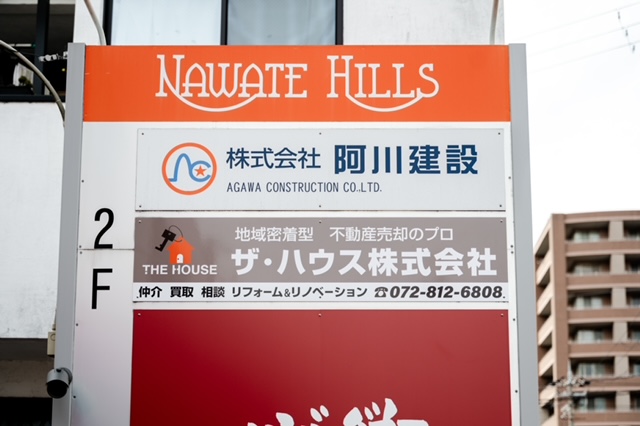 NAWATE HILLS
株式会社 阿川建設
AGAWA CONSTRUCTION CO.,LTD.
2F
地域密着型 不動産売却のプロ
THE HOUSE
ザ・ハウス株式会社
仲介 買取 相談 リフォーム&リノベーション ☎072-812-6808